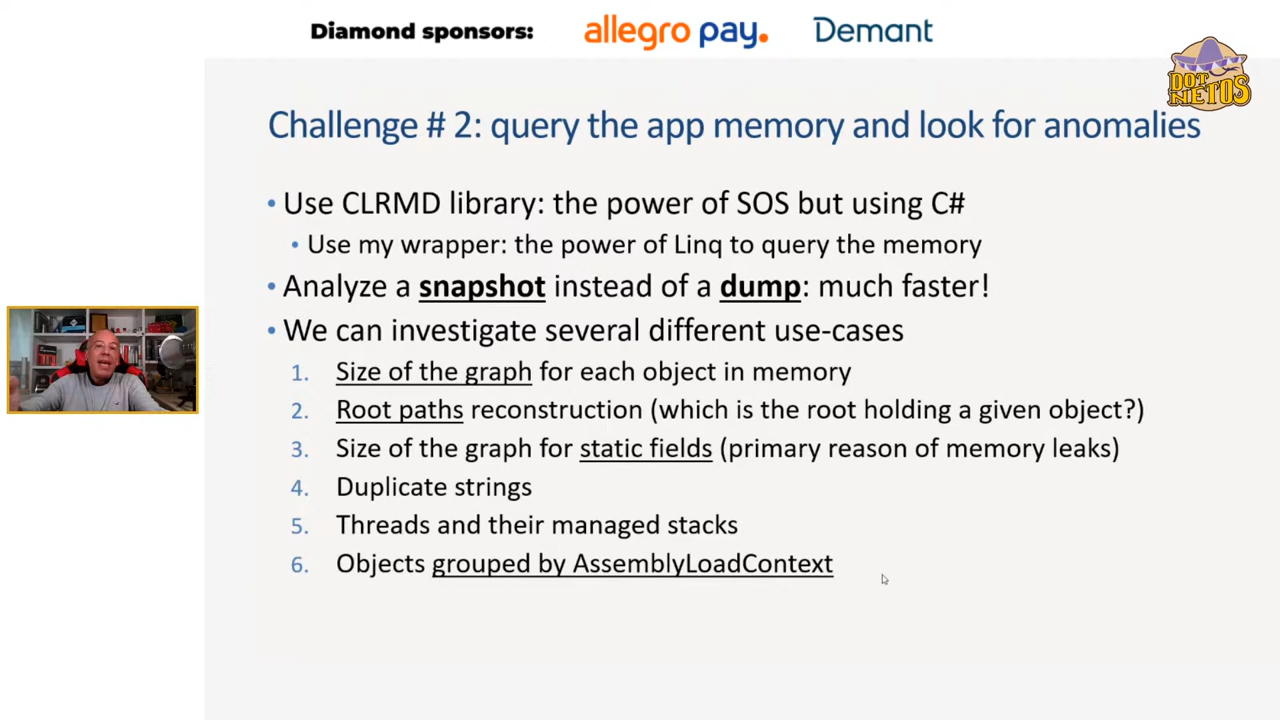 Diamond sponsors: allegro pay. Demant
DOT NETOS
Challenge # 2: query the app memory and look for anomalies
• Use CLRMD library: the power of SOS but using C#
• Use my wrapper: the power of Linq to query the memory
• Analyze a snapshot instead of a dump: much faster!
• We can investigate several different use-cases
1. Size of the graph for each object in memory
2. Root paths reconstruction (which is the root holding a given object?)
3. Size of the graph for static fields (primary reason of memory leaks)
4. Duplicate strings
5. Threads and their managed stacks
6. Objects grouped by AssemblyLoadContext